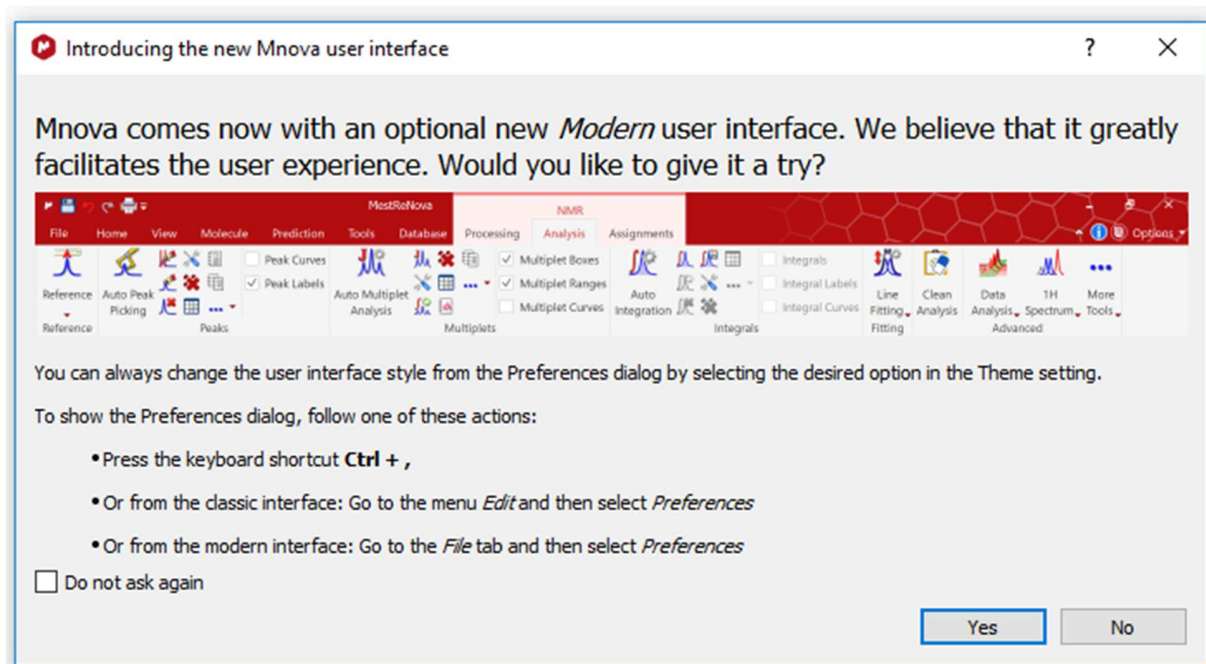 Introducing the new Mnova user interface
?
Mnova comes now with an optional new Modern user interface. We believe that it greatly
facilitates the user experience. Would you like to give it a try?
MestReNova
NMR
File Home View Molecule Prediction Tools Database Processing Analysis Assignments Options
Peak Curves Multiplet Boxes Integrals
Peak Labels Multiplet Ranges Integral Labels
Multiplet Curves Integral Curves
Reference Auto Peak Auto Multiplet Auto Line Clean Data 1H More
Picking Analysis Integration Fitting Analysis Analysis Spectrum Tools
Reference Peaks Multiplets Integrals Fitting Advanced
You can always change the user interface style from the Preferences dialog by selecting the desired option in the Theme setting.
To show the Preferences dialog, follow one of these actions:
• Press the keyboard shortcut Ctrl + ,
• Or from the classic interface: Go to the menu Edit and then select Preferences
• Or from the modern interface: Go to the File tab and then select Preferences
Do not ask again
Yes No